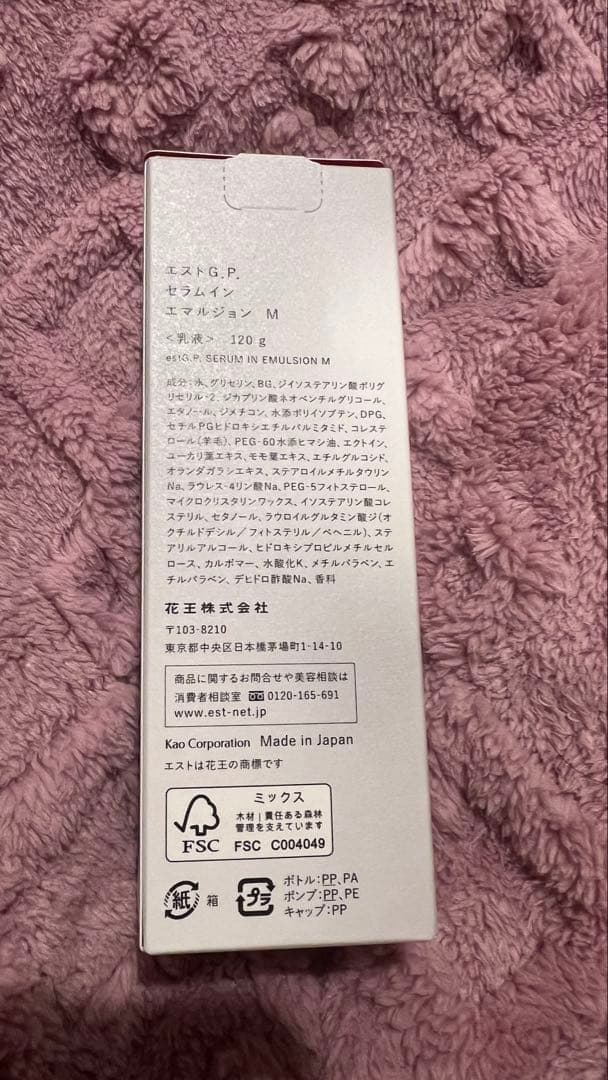 エストG.P.
セラムイン
エマルジョン M
＜乳液＞ 120 g
estG.P. SERUM IN EMULSION M
成分：水、グリセリン、BG、ジイソステアリン酸ポリグ
リセリル-2、ジカプリン酸ネオペンチルグリコール、
エタノール、ジメチコン、水添ポリイソブテン、DPG、
セチルPGヒドロキシエチルパルミタミド、コレステ
ロール(羊毛)、PEG-60水添ヒマシ油、エクトイン、
ユーカリ葉エキス、モモ葉エキス、エチルグルコシド、
オランダガラシエキス、ステアロイルメチルタウリン
Na、ラウレス-4リン酸Na、PEG-5フィトステロール、
マイクロクリスタリンワックス、イソステアリン酸コレ
ステリル、セタノール、ラウロイルグルタミン酸ジ(オ
クチルドデシル／フィトステリル／ベヘニル)、ステ
アリルアルコール、ヒドロキシプロピルメチルセル
ロース、カルボマー、水酸化K、メチルパラベン、エ
チルパラベン、デヒドロ酢酸Na、香料
花王株式会社
〒103-8210
東京都中央区日本橋茅場町1-14-10
商品に関するお問合せや美容相談は
消費者相談室 0120-165-691
www.est-net.jp
Kao Corporation Made in Japan
エストは花王の商標です
ミックス
木材｜責任ある森林
管理を支えています
FSC FSC C004049
紙 箱
プラ ボトル：PP、PA
ポンプ：PP、PE
キャップ：PP